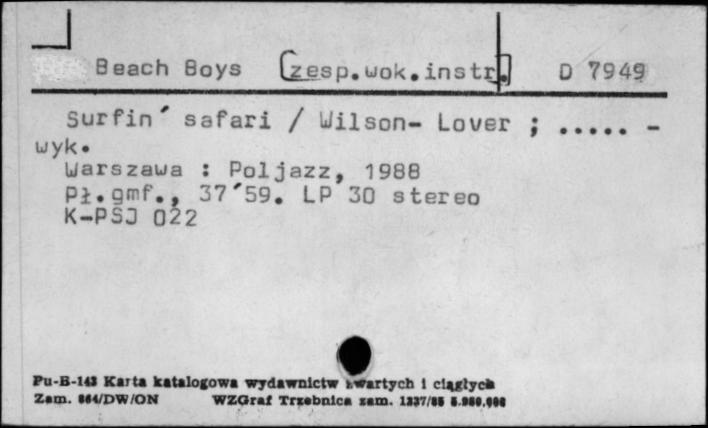 Beach Boys [zesp.wok.instr.] D 7949
Surfin´ safari / Wilson- Lover ; ..... -
wyk.
Warszawa : Poljazz, 1988
Pł.gmf., 37´59. LP 30 stereo
K-PSJ 022
Pu-B-143 Karta katalogowa wydawnictw zwartych i ciągłych
Zam. 864/DW/ON WZGraf Trzebnica zam. 1337/85